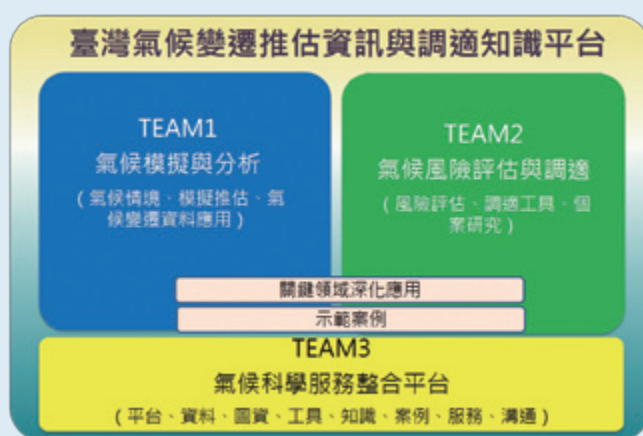 臺灣氣候變遷推估資訊與調適知識平台
TEAM1
氣候模擬與分析
(氣候情境、模擬推估、氣
候變遷資料應用)
TEAM2
氣候風險評估與調適
(風險評估、調適工具、個
案研究)
關鍵領域深化應用
示範案例
TEAM3
氣候科學服務整合平台
(平台、資料、圖資、工具、知識、案例、服務、溝通)